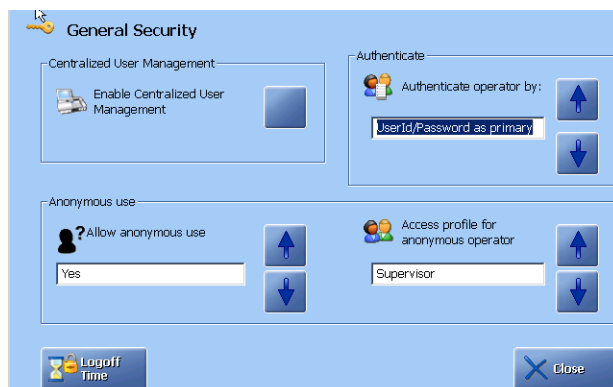 General Security
Centralized User Management
Enable Centralized User
Management
Authenticate
Authenticate operator by:
UserId/Password as primary
Anonymous use
?Allow anonymous use
Yes
Access profile for
anonymous operator
Supervisor
Logoff
Time
Close